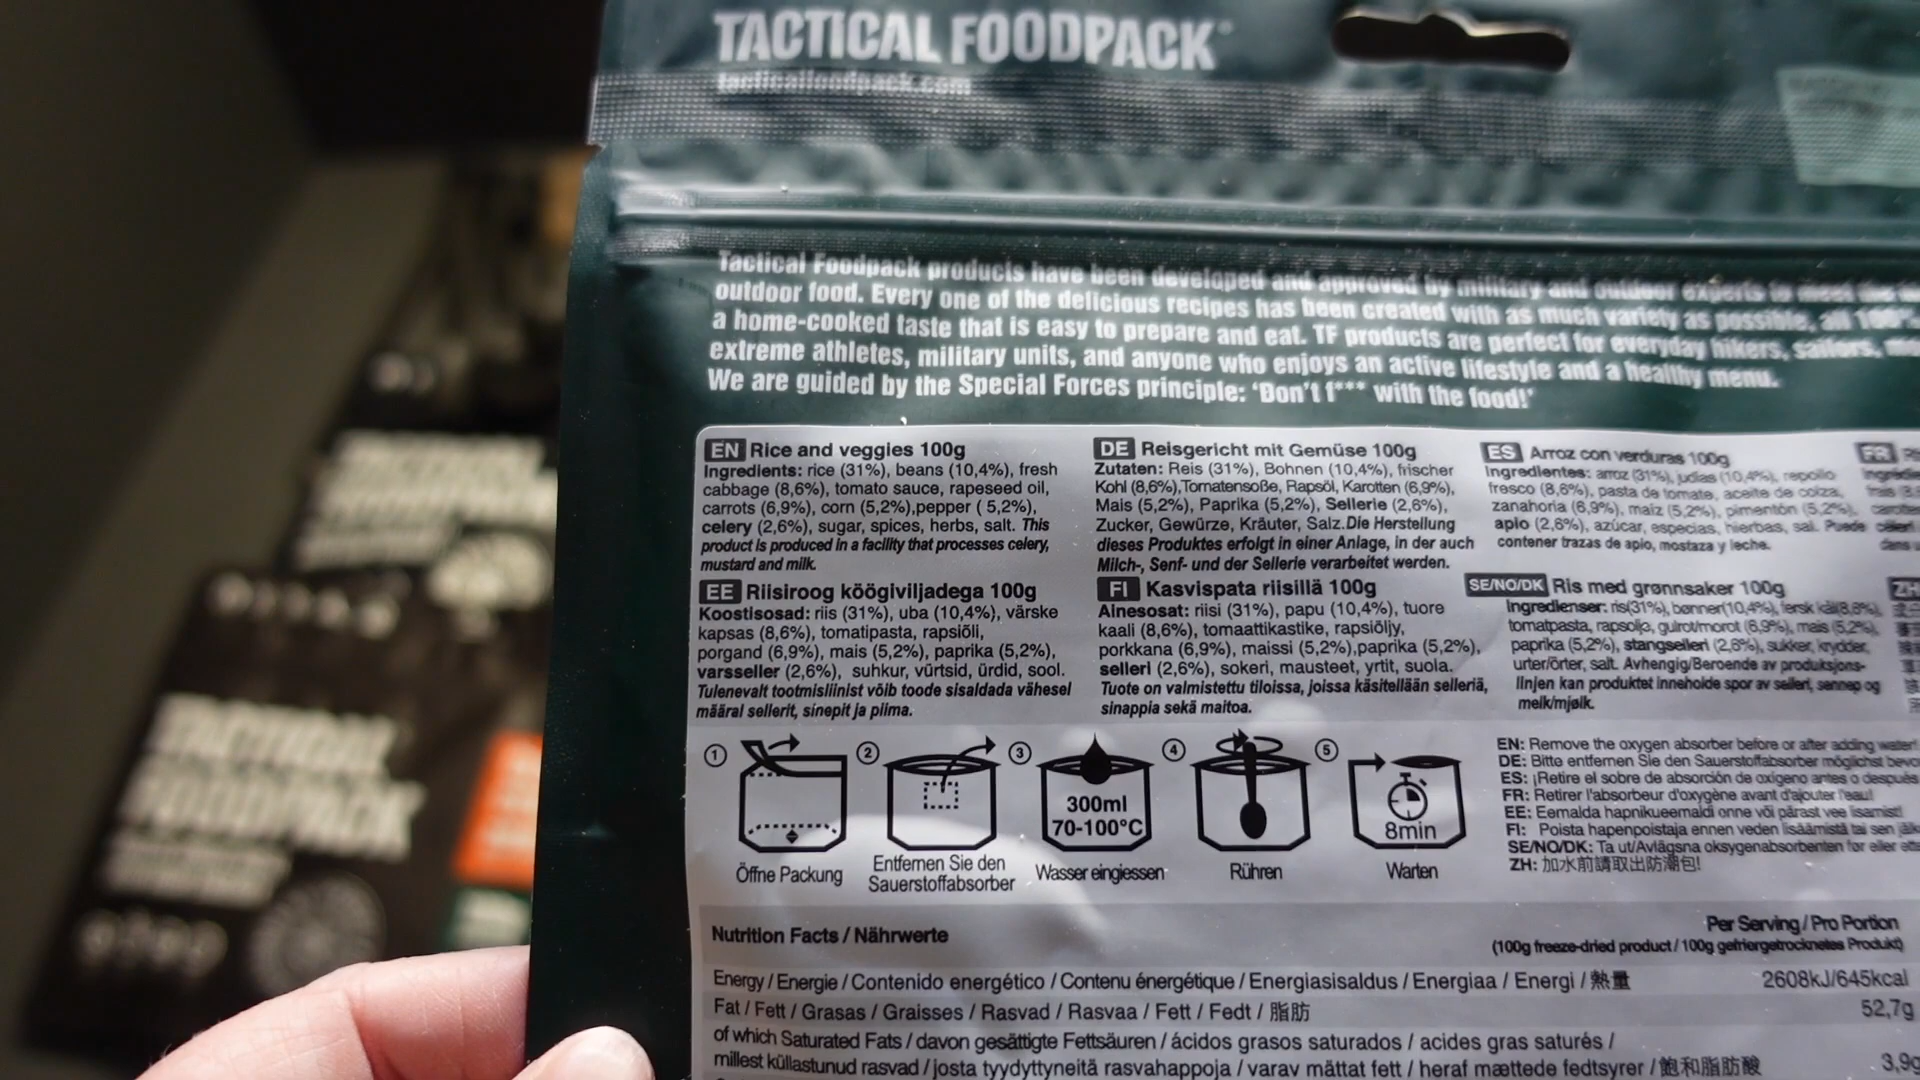 TACTICAL FOODPACK
tacticalfoodpack.com
Tactical Foodpack products have been developed and approved by military and outdoor experts to meet the
outdoor food. Every one of the delicious recipes has been created with as much variety as possible, all 100%
a home-cooked taste that is easy to prepare and eat. TF products are perfect for everyday hikers, sailors,
extreme athletes, military units, and anyone who enjoys an active lifestyle and a healthy menu.
We are guided by the Special Forces principle: 'Don't f*** with the food!'
EN Rice and veggies 100g
Ingredients: rice (31%), beans (10,4%), fresh
cabbage (8,6%), tomato sauce, rapeseed oil,
carrots (6,9%), corn (5,2%),pepper ( 5,2%),
celery (2,6%), sugar, spices, herbs, salt. This
product is produced in a facility that processes celery,
mustard and milk.
DE Reisgericht mit Gemüse 100g
Zutaten: Reis (31%), Bohnen (10,4%), frischer
Kohl (8,6%),Tomatensoße, Rapsöl, Karotten (6,9%),
Mais (5,2%), Paprika (5,2%), Sellerie (2,6%),
Zucker, Gewürze, Kräuter, Salz.Die Herstellung
dieses Produktes erfolgt in einer Anlage, in der auch
Milch-, Senf- und der Sellerie verarbeitet werden.
ES Arroz con verduras 100g
Ingredientes: arroz (31%), judías (10,4%), repollo
fresco (8,6%), pasta de tomate, aceite de colza,
zanahoria (6,9%), maíz (5,2%), pimentón (5,2%),
apio (2,6%), azúcar, especias, hierbas, sal. Puede
contener trazas de apio, mostaza y leche.
FR
EE Riisiroog köögiviljadega 100g
Koostisosad: riis (31%), uba (10,4%), värske
kapsas (8,6%), tomatipasta, rapsiõli,
porgand (6,9%), mais (5,2%), paprika (5,2%),
varsseller (2,6%), suhkur, vürtsid, ürdid, sool.
Tulenevalt tootmisliinist võib toode sisaldada vähesel
määral sellerit, sinepit ja piima.
FI Kasvispata riisillä 100g
Ainesosat: riisi (31%), papu (10,4%), tuore
kaali (8,6%), tomaattikastike, rapsiöljy,
porkkana (6,9%), maissi (5,2%),paprika (5,2%),
selleri (2,6%), sokeri, mausteet, yrtit, suola.
Tuote on valmistettu tiloissa, joissa käsitellään selleriä,
sinappia sekä maitoa.
SE/NO/DK Ris med grønnsaker 100g
Ingredienser: ris(31%), bønner(10,4%), fersk kål(8,6%),
tomatpasta, rapsolje, gulrot/morot (6,9%), mais (5,2%),
paprika (5,2%), stangselleri (2,6%), sukker, krydder,
urter/örter, salt. Avhengig/Beroende av produksjons-
linjen kan produktet inneholde spor av selleri, sennep og
melk/mjølk.
ZH
1 2 3 4 5
300ml
70-100°C
8min
Öffne Packung
Entfernen Sie den
Sauerstoffabsorber
Wasser eingiessen
Rühren
Warten
EN: Remove the oxygen absorber before or after adding water!
DE: Bitte entfernen Sie den Sauerstoffabsorber möglichst bevo
ES: ¡Retire el sobre de absorción de oxígeno antes o después
FR: Retirer l'absorbeur d'oxygène avant d'ajouter l'eau!
EE: Eemalda hapnikueemaldi enne või pärast vee lisamist!
FI: Poista hapenpoistaja ennen veden lisäämistä tai sen jälk
SE/NO/DK: Ta ut/Avlägsna oksygenabsorbenten før eller ette
ZH: 加水前請取出防潮包!
Nutrition Facts / Nährwerte
Per Serving / Pro Portion
(100g freeze-dried product / 100g gefriergetrocknetes Produkt)
Energy / Energie / Contenido energético / Contenu énergétique / Energiasisaldus / Energiaa / Energi / 熱量 2608kJ/645kcal
Fat / Fett / Grasas / Graisses / Rasvad / Rasvaa / Fett / Fedt / 脂肪 52,7g
of which Saturated Fats / davon gesättigte Fettsäuren / ácidos grasos saturados / acides gras saturés /
millest küllastunud rasvad / josta tyydyttyneitä rasvahappoja / varav mättat fett / heraf mættede fedtsyrer / 飽和脂肪酸 3,9g
TACTICAL
FOODPACK